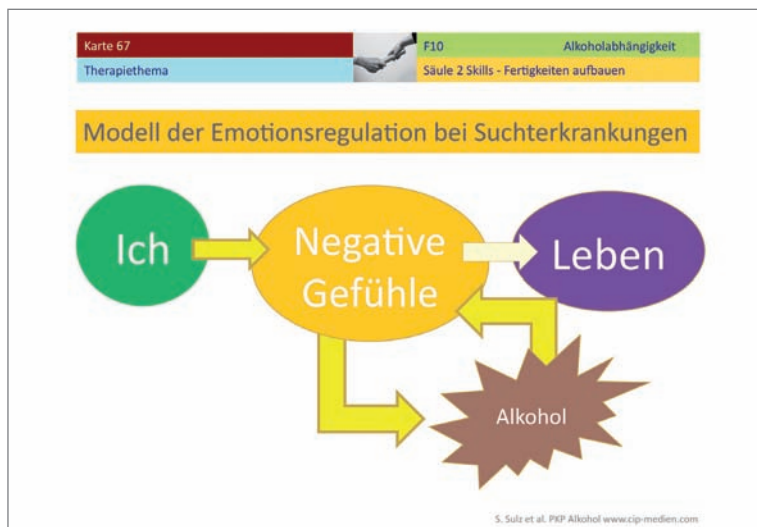 Karte 67
F10 Alkoholabhängigkeit
Therapiethema
Säule 2 Skills - Fertigkeiten aufbauen
Modell der Emotionsregulation bei Suchterkrankungen
Ich
Negative
Gefühle
Leben
Alkohol
S. Sulz et al. PKP Alkohol www.cip-medien.com